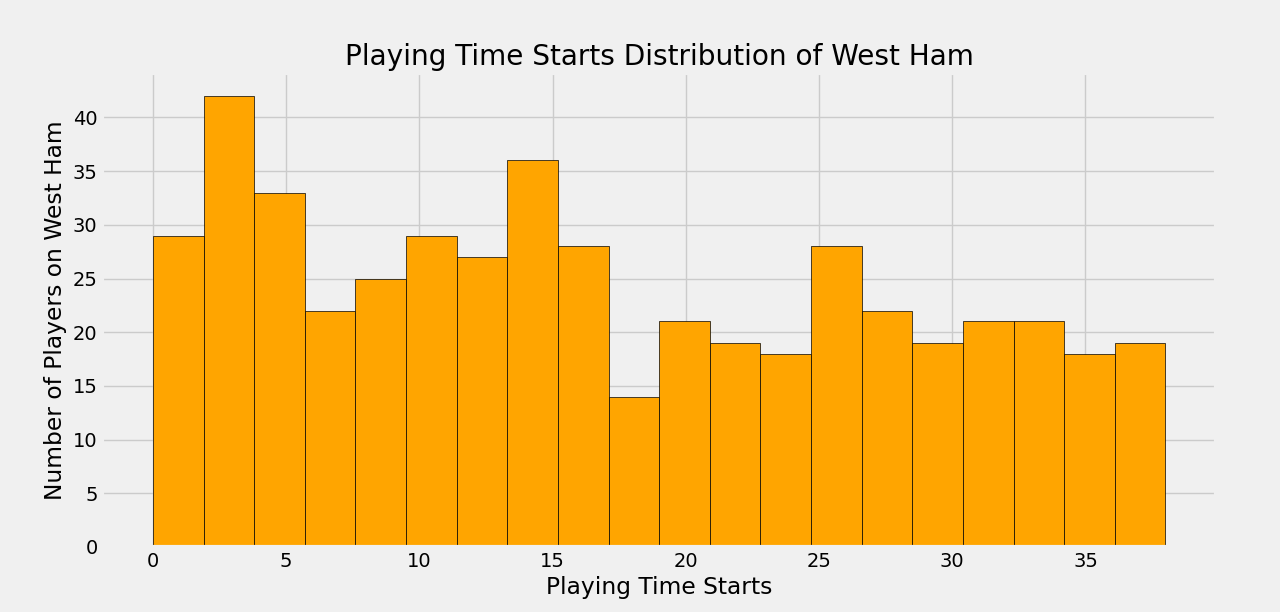 Playing Time Starts Distribution of West Ham
Number of Players on West Ham
40
35
30
25
20
15
10
5
0
0 5 10 15 20 25 30 35
Playing Time Starts